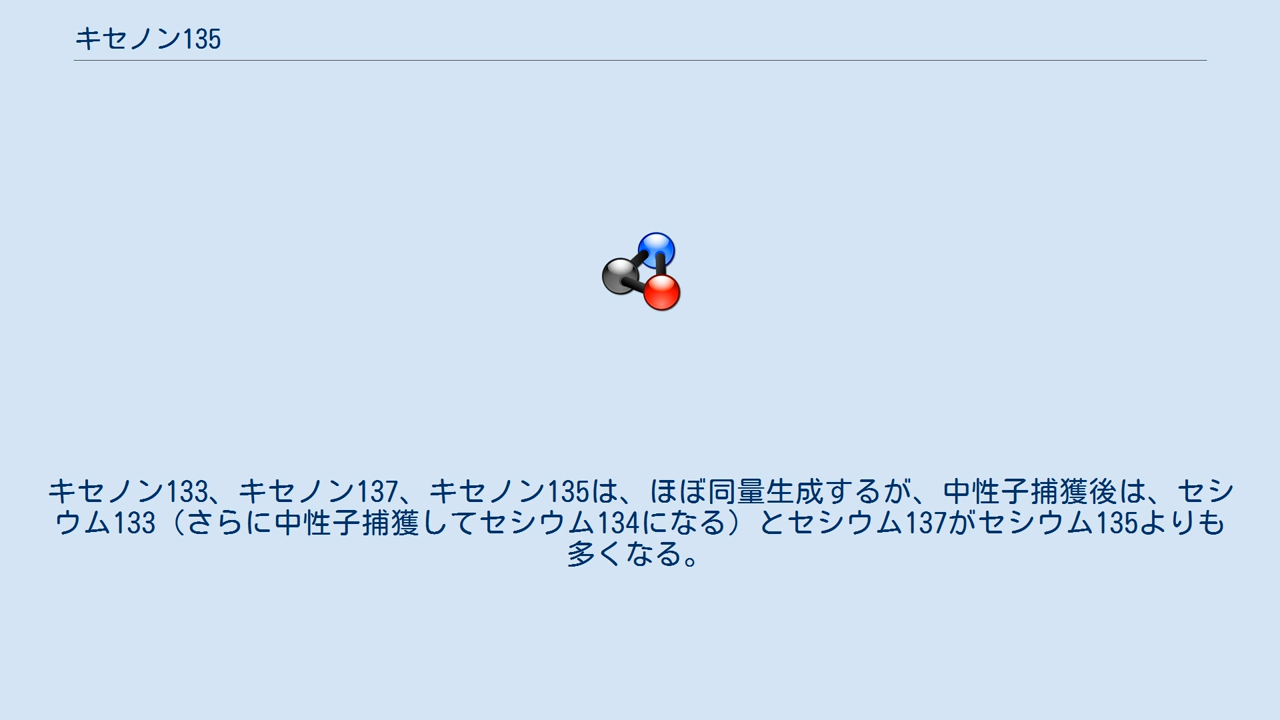 キセノン135
キセノン133、キセノン137、キセノン135は、ほぼ同量生成するが、中性子捕獲後は、セシ
ウム133（さらに中性子捕獲してセシウム134になる）とセシウム137がセシウム135よりも
多くなる。